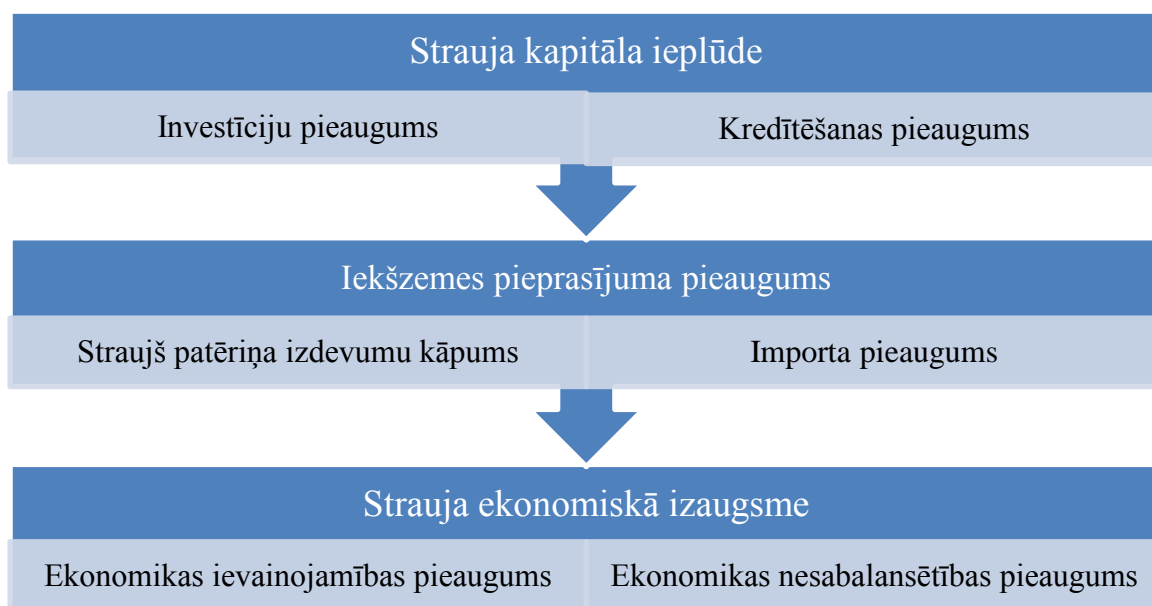 Strauja kapitāla ieplūde
Investīciju pieaugums
Kredītēšanas pieaugums
Iekšzemes pieprasījuma pieaugums
Straujš patēriņa izdevumu kāpums
Importa pieaugums
Strauja ekonomiskā izaugsme
Ekonomikas ievainojamības pieaugums
Ekonomikas nesabalansētības pieaugums